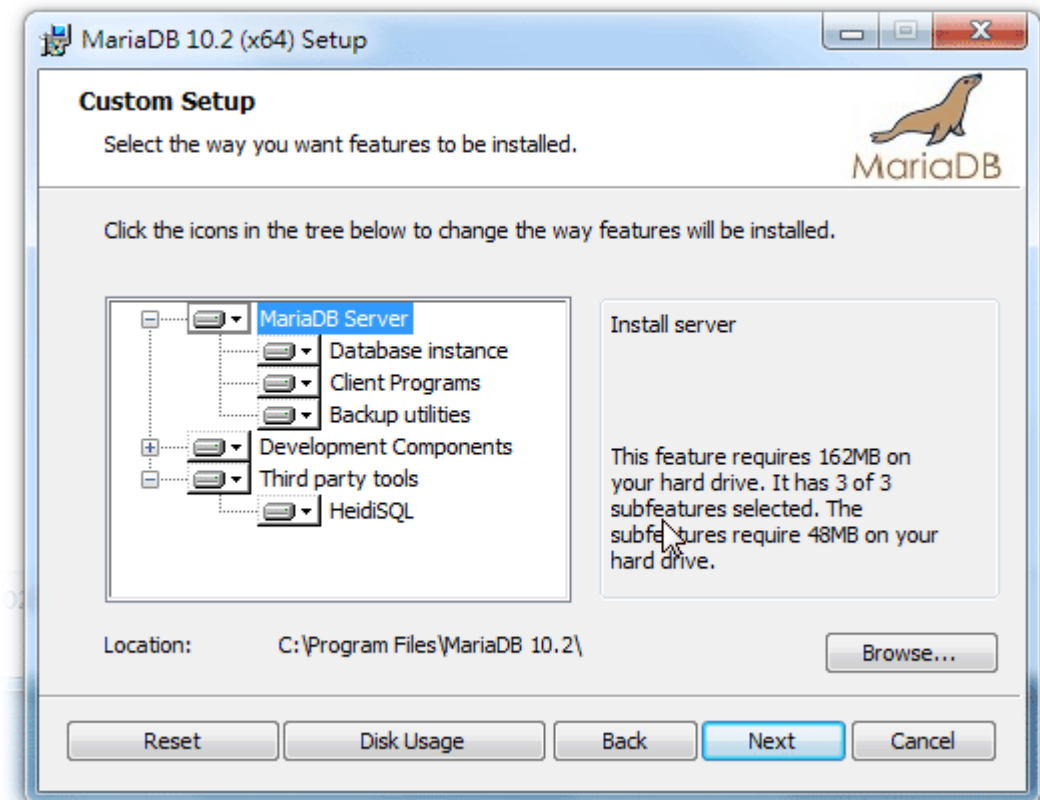 MariaDB 10.2 (x64) Setup
Custom Setup
Select the way you want features to be installed.
MariaDB
Click the icons in the tree below to change the way features will be installed.
MariaDB Server
Database instance
Client Programs
Backup utilities
Development Components
Third party tools
HeidiSQL
Install server
This feature requires 162MB on
your hard drive. It has 3 of 3
subfeatures selected. The
subfeatures require 48MB on your
hard drive.
Location: C:\Program Files\MariaDB 10.2\
Browse...
Reset Disk Usage Back Next Cancel